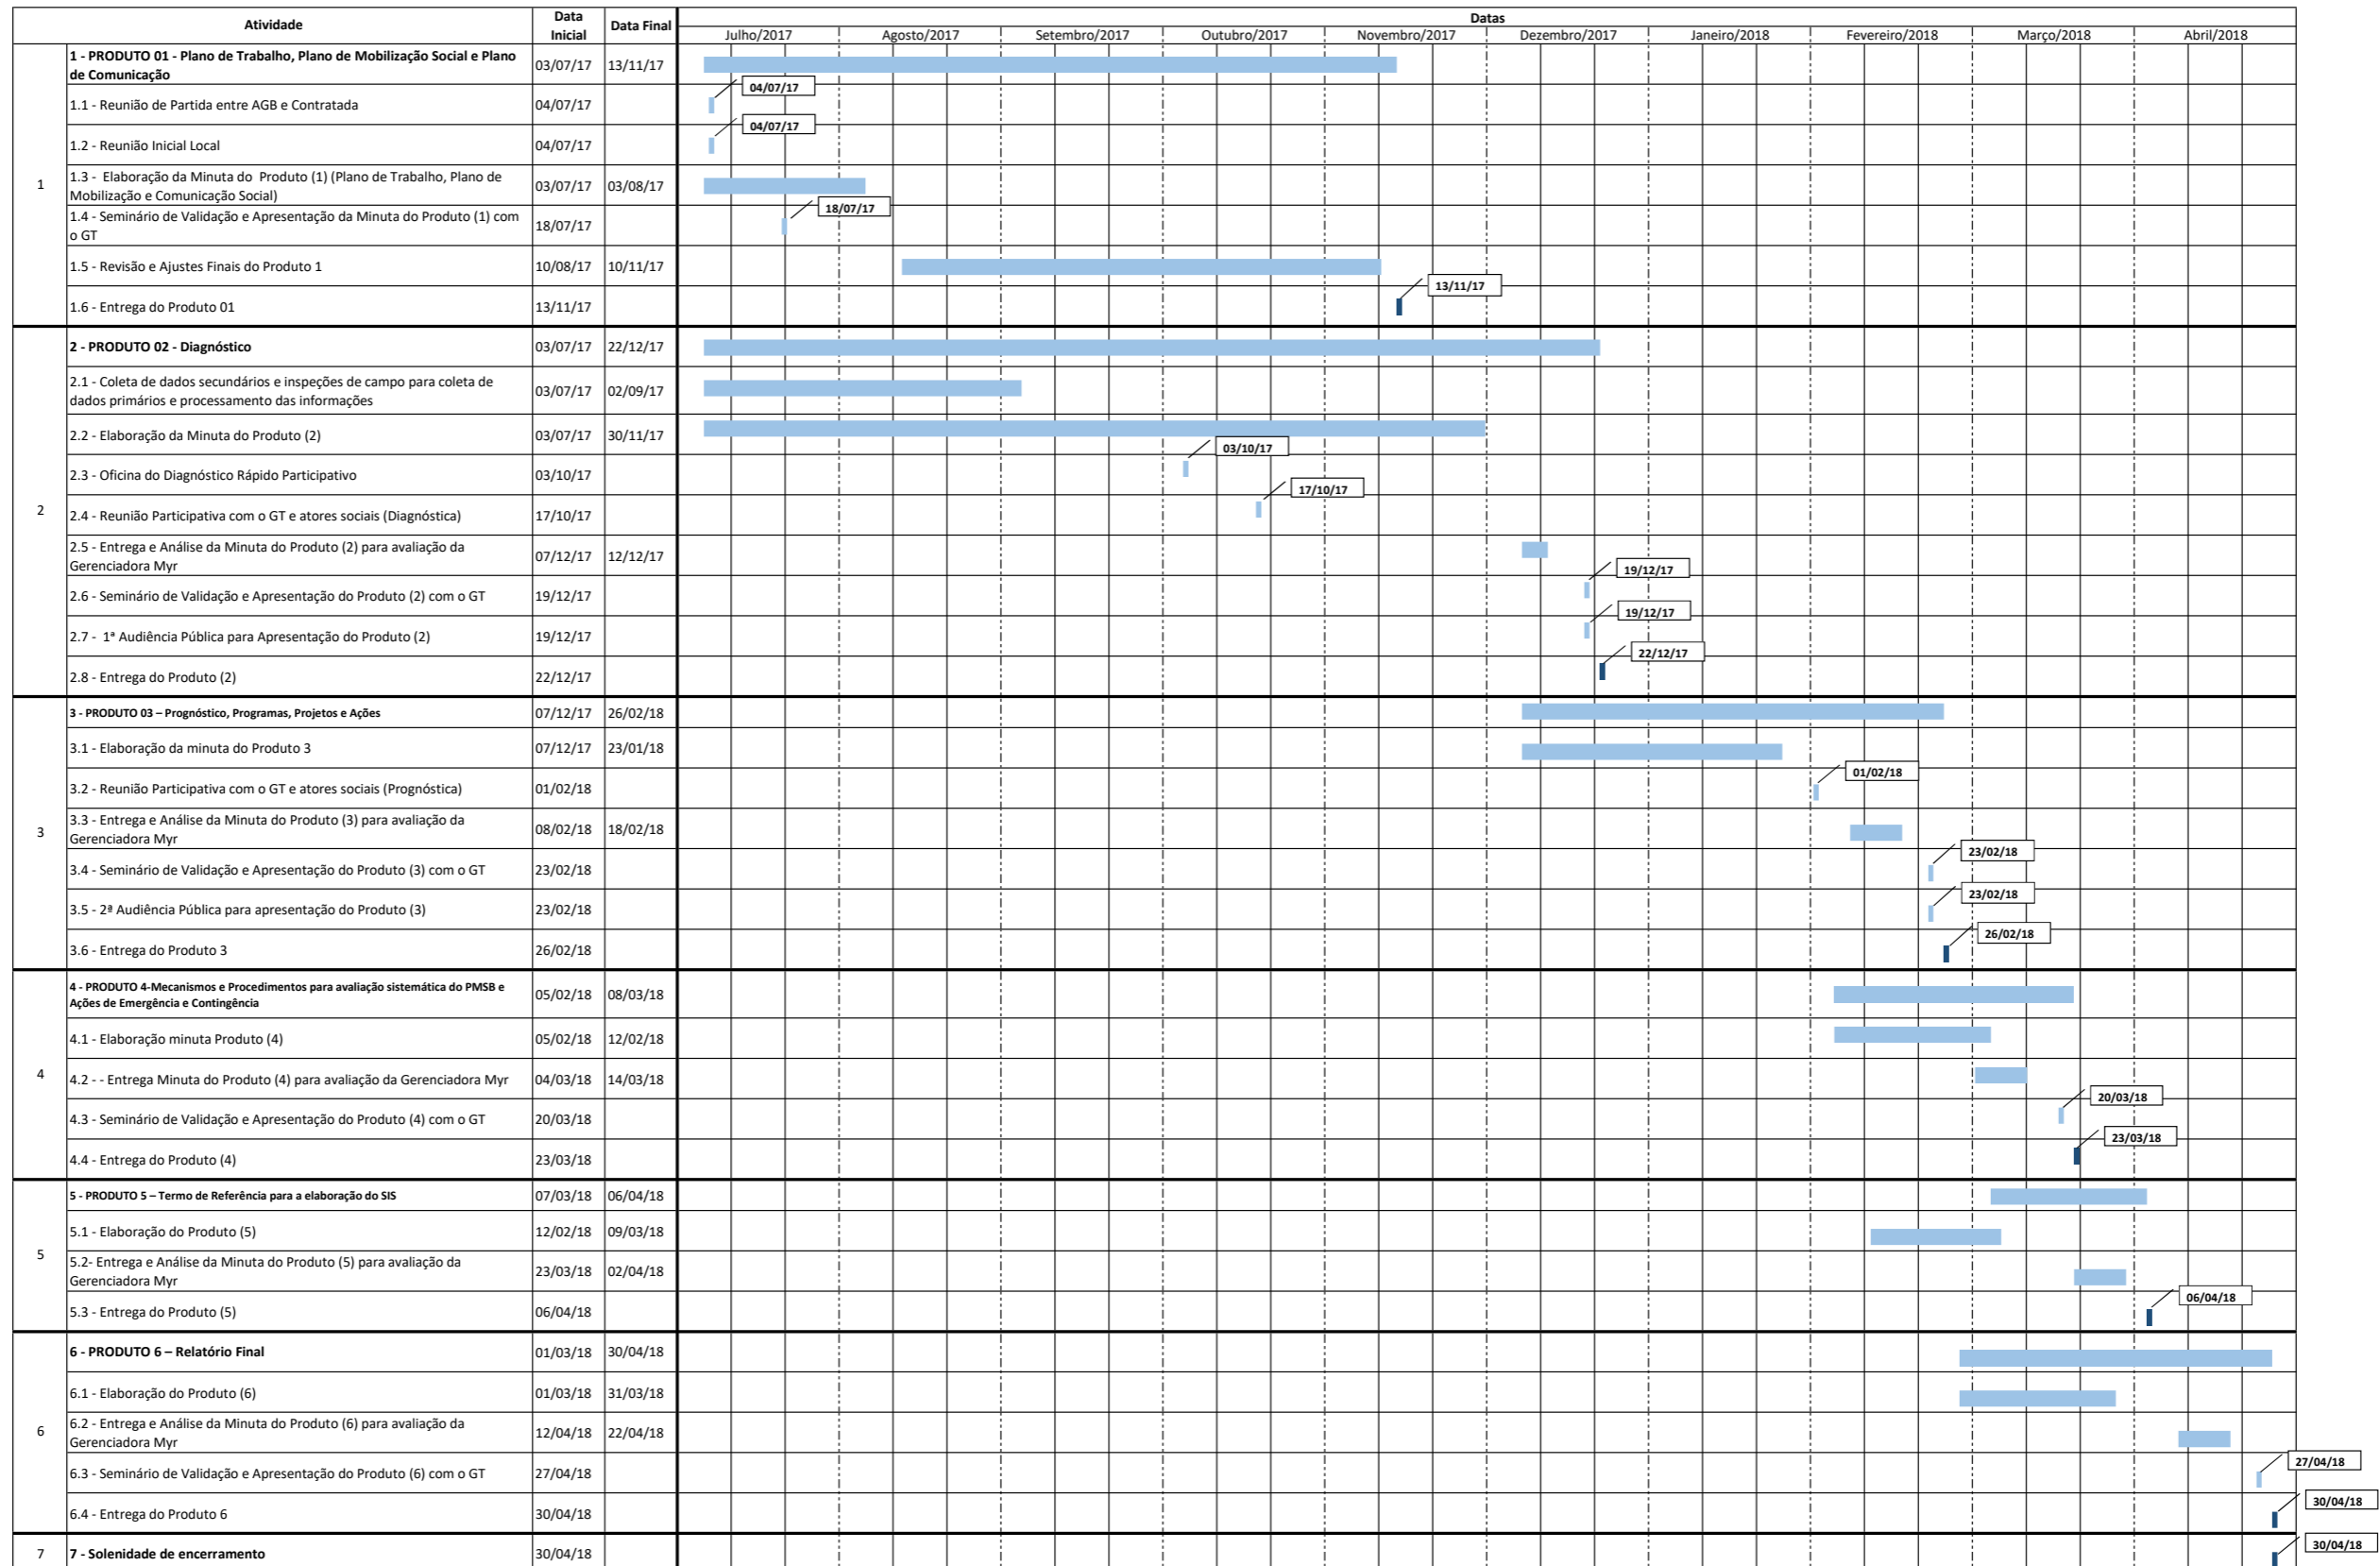 Atividade
Data Inicial
Data Final
Datas
Julho/2017 Agosto/2017 Setembro/2017 Outubro/2017 Novembro/2017 Dezembro/2017 Janeiro/2018 Fevereiro/2018 Março/2018 Abril/2018
1
1 - PRODUTO 01 - Plano de Trabalho, Plano de Mobilização Social e Plano
de Comunicação
03/07/17 13/11/17
1.1 - Reunião de Partida entre AGB e Contratada 04/07/17
04/07/17
1.2 - Reunião Inicial Local 04/07/17
04/07/17
1.3 - Elaboração da Minuta do Produto (1) (Plano de Trabalho, Plano de
Mobilização e Comunicação Social)
03/07/17 03/08/17
1.4 - Seminário de Validação e Apresentação da Minuta do Produto (1) com
o GT
18/07/17
18/07/17
1.5 - Revisão e Ajustes Finais do Produto 1 10/08/17 10/11/17
1.6 - Entrega do Produto 01 13/11/17
13/11/17
2
2 - PRODUTO 02 - Diagnóstico 03/07/17 22/12/17
2.1 - Coleta de dados secundários e inspeções de campo para coleta de
dados primários e processamento das informações
03/07/17 02/09/17
2.2 - Elaboração da Minuta do Produto (2) 03/07/17 30/11/17
2.3 - Oficina do Diagnóstico Rápido Participativo 03/10/17
03/10/17
2.4 - Reunião Participativa com o GT e atores sociais (Diagnóstica) 17/10/17
17/10/17
2.5 - Entrega e Análise da Minuta do Produto (2) para avaliação da
Gerenciadora Myr
07/12/17 12/12/17
2.6 - Seminário de Validação e Apresentação do Produto (2) com o GT 19/12/17
19/12/17
2.7 - 1ª Audiência Pública para Apresentação do Produto (2) 19/12/17
19/12/17
2.8 - Entrega do Produto (2) 22/12/17
22/12/17
3
3 - PRODUTO 03 – Prognóstico, Programas, Projetos e Ações 07/12/17 26/02/18
3.1 - Elaboração da minuta do Produto 3 07/12/17 23/01/18
3.2 - Reunião Participativa com o GT e atores sociais (Prognóstica) 01/02/18
01/02/18
3.3 - Entrega e Análise da Minuta do Produto (3) para avaliação da
Gerenciadora Myr
08/02/18 18/02/18
3.4 - Seminário de Validação e Apresentação do Produto (3) com o GT 23/02/18
23/02/18
3.5 - 2ª Audiência Pública para apresentação do Produto (3) 23/02/18
23/02/18
3.6 - Entrega do Produto 3 26/02/18
26/02/18
4
4 - PRODUTO 4-Mecanismos e Procedimentos para avaliação sistemática do PMSB e
Ações de Emergência e Contingência
05/02/18 08/03/18
4.1 - Elaboração minuta Produto (4) 05/02/18 12/02/18
4.2 - - Entrega Minuta do Produto (4) para avaliação da Gerenciadora Myr 04/03/18 14/03/18
4.3 - Seminário de Validação e Apresentação do Produto (4) com o GT 20/03/18
20/03/18
4.4 - Entrega do Produto (4) 23/03/18
23/03/18
5
5 - PRODUTO 5 – Termo de Referência para a elaboração do SIS 07/03/18 06/04/18
5.1 - Elaboração do Produto (5) 12/02/18 09/03/18
5.2- Entrega e Análise da Minuta do Produto (5) para avaliação da
Gerenciadora Myr
23/03/18 02/04/18
5.3 - Entrega do Produto (5) 06/04/18
06/04/18
6
6 - PRODUTO 6 – Relatório Final 01/03/18 30/04/18
6.1 - Elaboração do Produto (6) 01/03/18 31/03/18
6.2 - Entrega e Análise da Minuta do Produto (6) para avaliação da
Gerenciadora Myr
12/04/18 22/04/18
6.3 - Seminário de Validação e Apresentação do Produto (6) com o GT 27/04/18
27/04/18
6.4 - Entrega do Produto 6 30/04/18
30/04/18
7
7 - Solenidade de encerramento 30/04/18
30/04/18